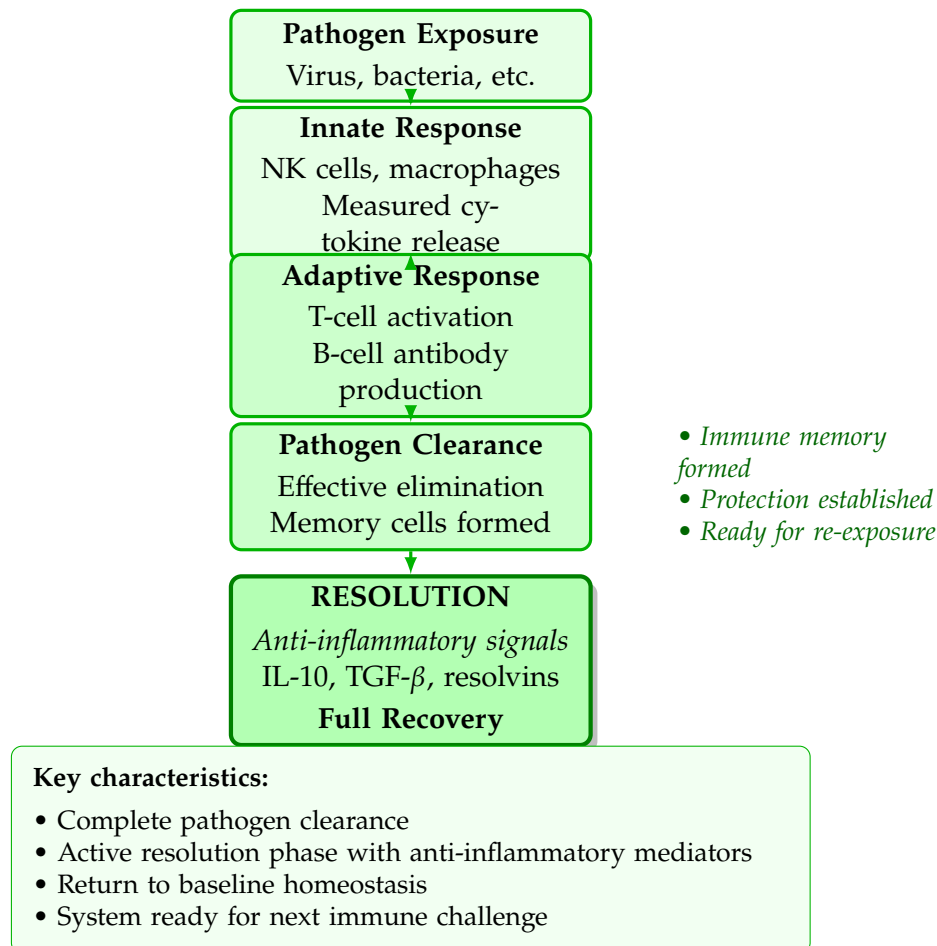 Pathogen Exposure
Virus, bacteria, etc.
Innate Response
NK cells, macrophages
Measured cy-
tokine release
Adaptive Response
T-cell activation
B-cell antibody
production
Pathogen Clearance
Effective elimination
Memory cells formed
• Immune memory
formed
• Protection established
• Ready for re-exposure
RESOLUTION
Anti-inflammatory signals
IL-10, TGF-β, resolvins
Full Recovery
Key characteristics:
• Complete pathogen clearance
• Active resolution phase with anti-inflammatory mediators
• Return to baseline homeostasis
• System ready for next immune challenge